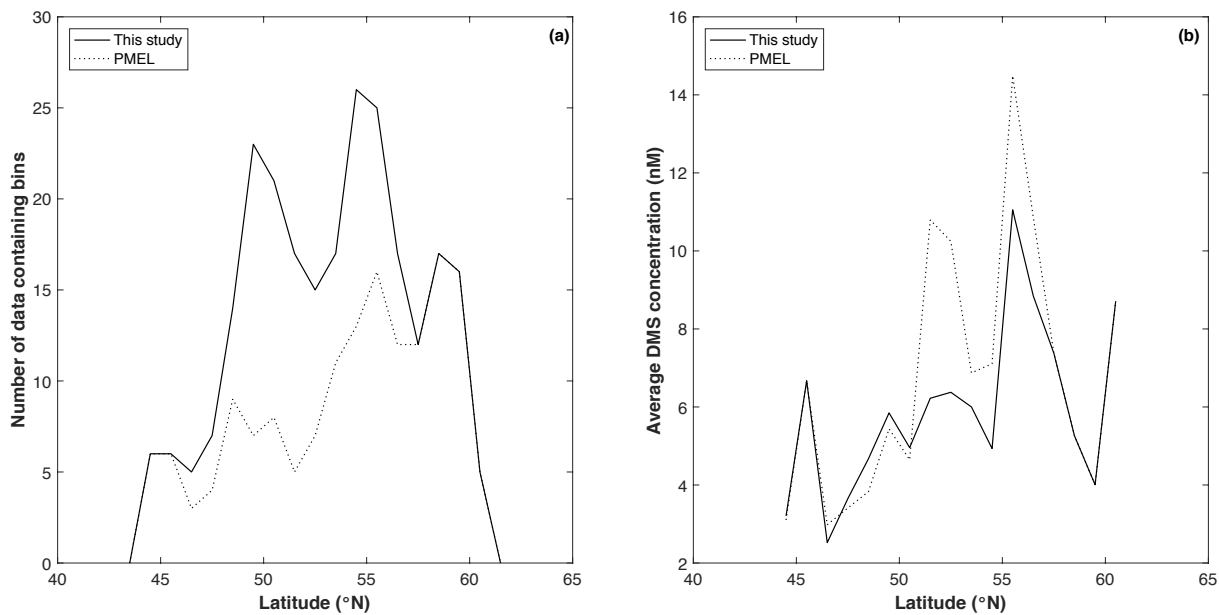 (a)
This study
PMEL
30
25
20
15
10
5
0
Number of data containing bins
40
45
50
55
60
65
Latitude (°N)
(b)
This study
PMEL
16
14
12
10
8
6
4
2
Average DMS concentration (nM)
40
45
50
55
60
65
Latitude (°N)